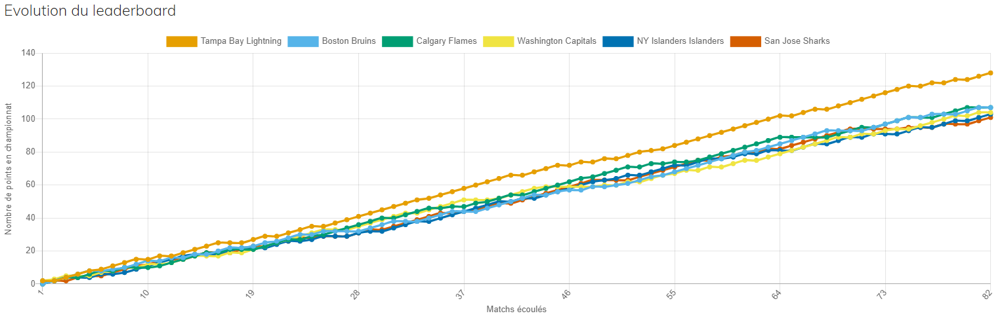 Evolution du leaderboard
Tampa Bay Lightning Boston Bruins Calgary Flames Washington Capitals NY Islanders Islanders San Jose Sharks
Nombre de points en championnat
140
120
100
80
60
40
20
0
1 10 19 28 37 46 55 64 73 82
Matchs écoulés